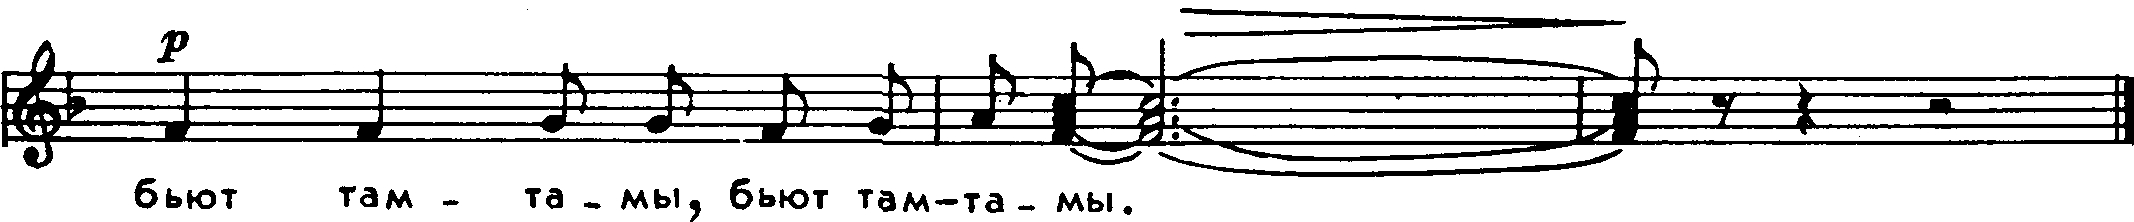 p
бьют там - та - мы, бьют там-та - мы.